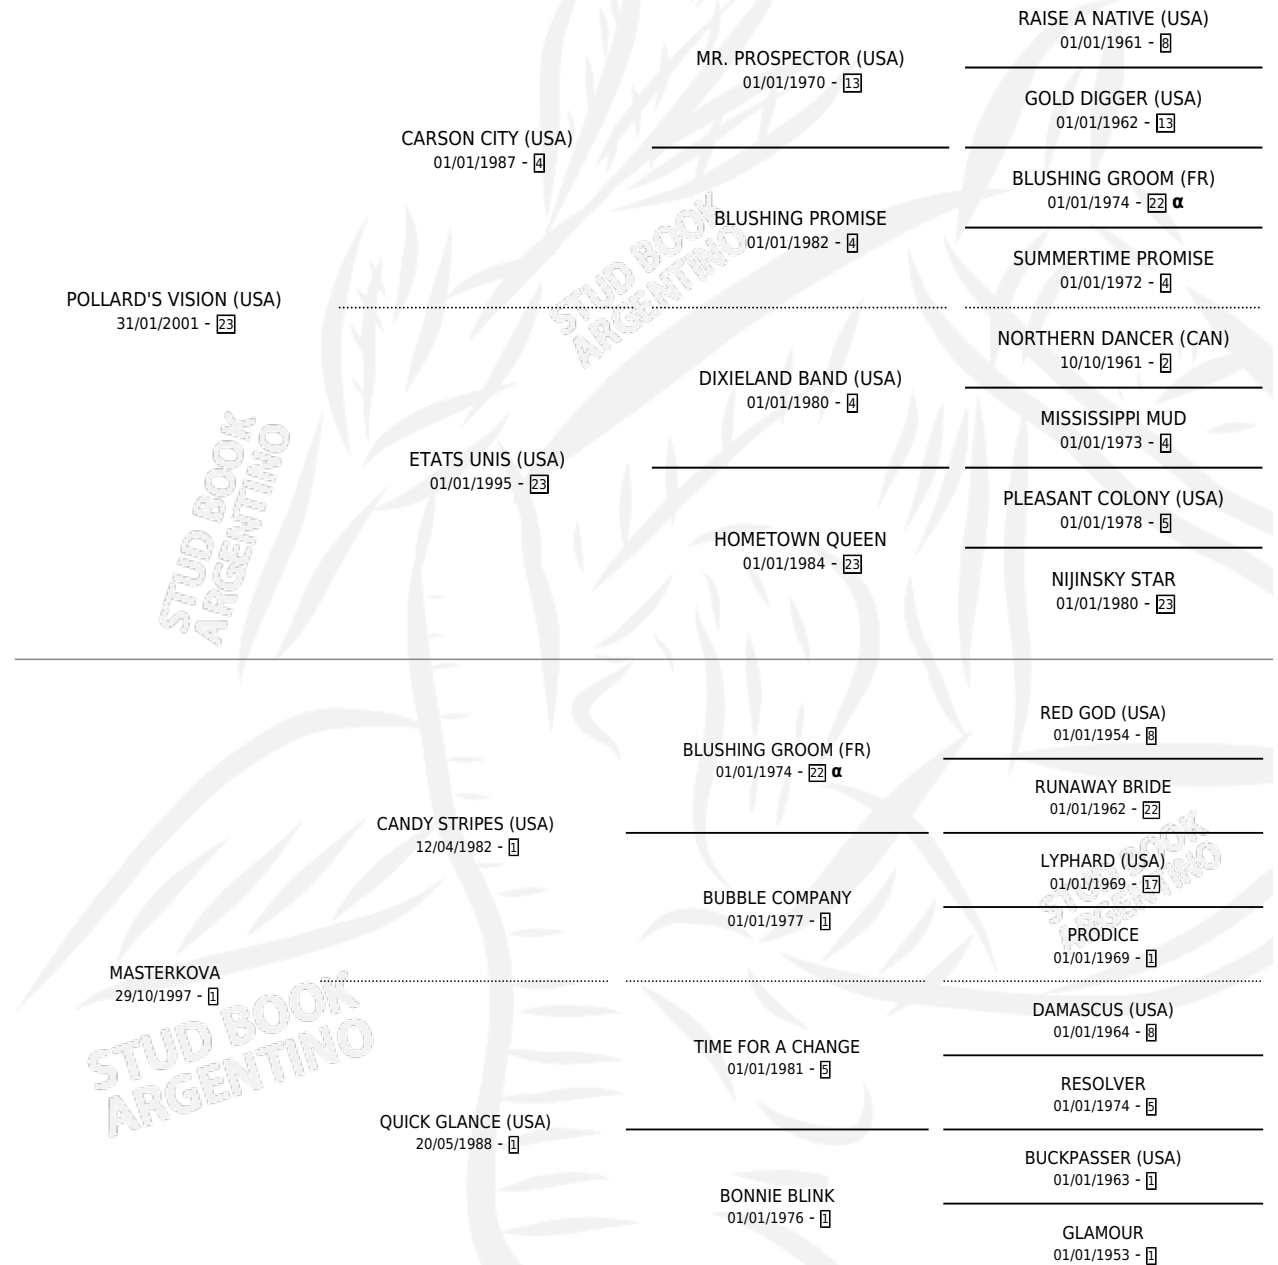 RAISE A NATIVE (USA)
01/01/1961 - 8
MR. PROSPECTOR (USA)
01/01/1970 - 13
GOLD DIGGER (USA)
01/01/1962 - 13
CARSON CITY (USA)
01/01/1987 - 4
BLUSHING GROOM (FR)
01/01/1974 - 22 α
BLUSHING PROMISE
01/01/1982 - 4
SUMMERTIME PROMISE
01/01/1972 - 4
POLLARD'S VISION (USA)
31/01/2001 - 23
NORTHERN DANCER (CAN)
10/10/1961 - 2
DIXIELAND BAND (USA)
01/01/1980 - 4
MISSISSIPPI MUD
01/01/1973 - 4
ETATS UNIS (USA)
01/01/1995 - 23
PLEASANT COLONY (USA)
01/01/1978 - 5
HOMETOWN QUEEN
01/01/1984 - 23
NIJINSKY STAR
01/01/1980 - 23
RED GOD (USA)
01/01/1954 - 8
BLUSHING GROOM (FR)
01/01/1974 - 22 α
RUNAWAY BRIDE
01/01/1962 - 22
CANDY STRIPES (USA)
12/04/1982 - 1
LYPHARD (USA)
01/01/1969 - 17
BUBBLE COMPANY
01/01/1977 - 1
PRODICE
01/01/1969 - 1
MASTERKOVA
29/10/1997 - 1
DAMASCUS (USA)
01/01/1964 - 8
TIME FOR A CHANGE
01/01/1981 - 5
RESOLVER
01/01/1974 - 5
QUICK GLANCE (USA)
20/05/1988 - 1
BUCKPASSER (USA)
01/01/1963 - 1
BONNIE BLINK
01/01/1976 - 1
GLAMOUR
01/01/1953 - 1
STUD BOOK
ARGENTINO
STUD BOOK
ARGENTINO
STUD BOOK
ARGENTINO
STUD BOOK
ARGENTINO